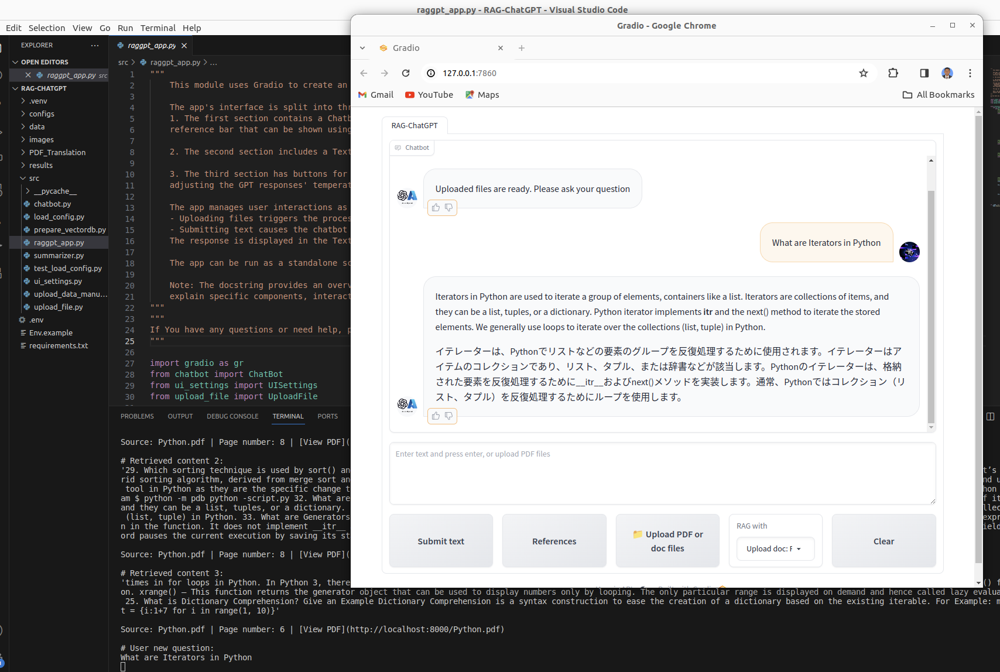 raggpt_app.py - RAG-ChatGPT - Visual Studio Code
Edit Selection View Go Run Terminal Help
EXPLORER
OPEN EDITORS
raggpt_app.py src
RAG-CHATGPT
.venv
configs
data
images
PDF_Translation
results
src
__pycache__
chatbot.py
load_config.py
prepare_vectordb.py
raggpt_app.py
summarizer.py
test_load_config.py
ui_settings.py
upload_data_manu...
upload_file.py
.env
Env.example
requirements.txt
raggpt_app.py
src > raggpt_app.py > ...
1 """
2 This module uses Gradio to create an
3
4 The app's interface is split into thr
5 1. The first section contains a Chatb
6 reference bar that can be shown using
7
8 2. The second section includes a Text
9
10 3. The third section has buttons for
11 adjusting the GPT responses' temperat
12
13 The app manages user interactions as
14 - Uploading files triggers the proces
15 - Submitting text causes the chatbot
16 The response is displayed in the Text
17
18 The app can be run as a standalone sc
19
20 Note: The docstring provides an overv
21 explain specific components, interact
22 """
23 """
24 If You have any questions or need help, p
25 """
26
27 import gradio as gr
28 from chatbot import ChatBot
29 from ui_settings import UISettings
30 from upload_file import UploadFile
PROBLEMS OUTPUT DEBUG CONSOLE TERMINAL PORTS
Source: Python.pdf | Page number: 8 | [View PDF](
# Retrieved content 2:
'29. Which sorting technique is used by sort() an
rid sorting algorithm, derived from merge sort an
tool in Python as they are the specific change t
am $ python -m pdb python -script.py 32. What are
and they can be a list, tuples, or a dictionary.
(list, tuple) in Python. 33. What are Generators
n in the function. It does not implement __itr__
ord pauses the current execution by saving its st
Source: Python.pdf | Page number: 8 | [View PDF](
# Retrieved content 3:
'times in for loops in Python. In Python 3, there
on. xrange() – This function returns the generator object that can be used to display numbers only by looping. The only particular range is displayed on demand and hence called lazy evalua
25. What is Dictionary Comprehension? Give an Example Dictionary Comprehension is a syntax construction to ease the creation of a dictionary based on the existing iterable. For Example: m
t = {i:1+7 for i in range(1, 10)}'
Source: Python.pdf | Page number: 6 | [View PDF](http://localhost:8000/Python.pdf)
# User new question:
What are Iterators in Python
Gradio - Google Chrome
Gradio
127.0.0.1:7860
Gmail YouTube Maps All Bookmarks
RAG-ChatGPT
Chatbot
Uploaded files are ready. Please ask your question
What are Iterators in Python
Iterators in Python are used to iterate a group of elements, containers like a list. Iterators are collections of items, and
they can be a list, tuples, or a dictionary. Python iterator implements itr and the next() method to iterate the stored
elements. We generally use loops to iterate over the collections (list, tuple) in Python.
イテレーターは、Pythonでリストなどの要素のグループを反復処理するために使用されます。イテレーターはア
イテムのコレクションであり、リスト、タプル、または辞書などが該当します。Pythonのイテレーターは、格納
された要素を反復処理するために__itr__およびnext()メソッドを実装します。通常、Pythonではコレクション（リ
スト、タプル）を反復処理するためにループを使用します。
Enter text and press enter, or upload PDF files
Submit text
References
Upload PDF or
doc files
RAG with
Upload doc: F
Clear